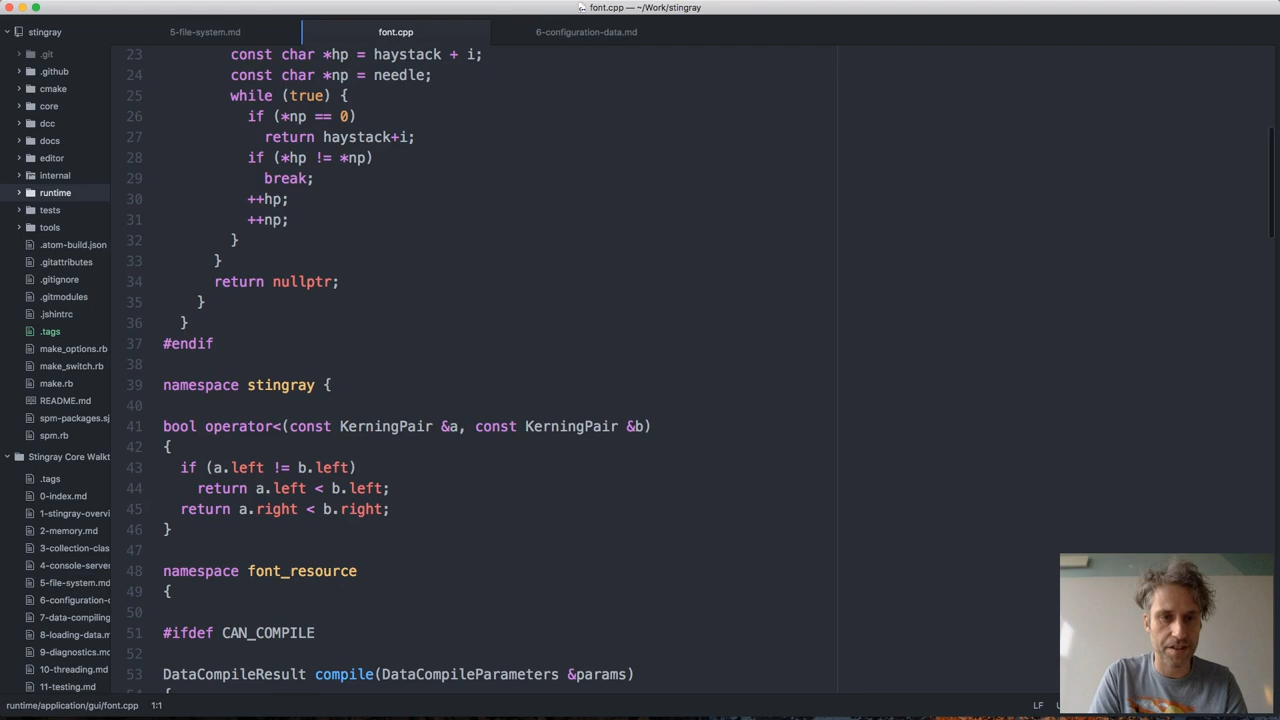 font.cpp — ~/Work/stingray
stingray
.git
.github
cmake
core
dcc
docs
editor
internal
runtime
tests
tools
.atom-build.json
.gitattributes
.gitignore
.gitmodules
.jshintrc
.tags
make_options.rb
make_switch.rb
make.rb
README.md
spm-packages.sj
spm.rb
Stingray Core Walkt
.tags
0-index.md
1-stingray-overvi
2-memory.md
3-collection-clas
4-console-server
5-file-system.md
6-configuration-d
7-data-compiling
8-loading-data.m
9-diagnostics.md
10-threading.md
11-testing.md
5-file-system.md
font.cpp
6-configuration-data.md
23 const char *hp = haystack + i;
24 const char *np = needle;
25 while (true) {
26 if (*np == 0)
27 return haystack+i;
28 if (*hp != *np)
29 break;
30 ++hp;
31 ++np;
32 }
33 }
34 return nullptr;
35 }
36 }
37 #endif
38
39 namespace stingray {
40
41 bool operator<(const KerningPair &a, const KerningPair &b)
42 {
43 if (a.left != b.left)
44 return a.left < b.left;
45 return a.right < b.right;
46 }
47
48 namespace font_resource
49 {
50
51 #ifdef CAN_COMPILE
52
53 DataCompileResult compile(DataCompileParameters &params)
54 {
runtime/application/gui/font.cpp 1:1
LF